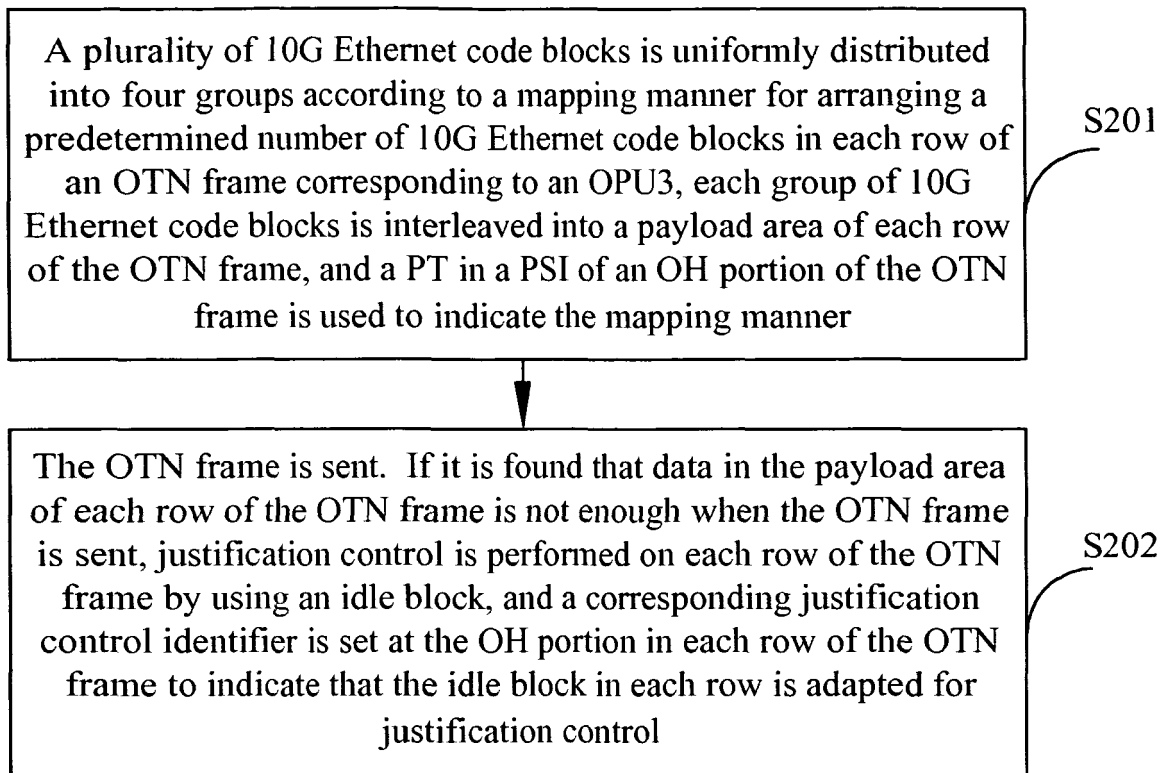 A plurality of 10G Ethernet code blocks is uniformly distributed
into four groups according to a mapping manner for arranging a
predetermined number of 10G Ethernet code blocks in each row of
an OTN frame corresponding to an OPU3, each group of 10G
Ethernet code blocks is interleaved into a payload area of each row
of the OTN frame, and a PT in a PSI of an OH portion of the OTN
frame is used to indicate the mapping manner
S201
The OTN frame is sent. If it is found that data in the payload area
of each row of the OTN frame is not enough when the OTN frame
is sent, justification control is performed on each row of the OTN
frame by using an idle block, and a corresponding justification
control identifier is set at the OH portion in each row of the OTN
frame to indicate that the idle block in each row is adapted for
justification control
S202